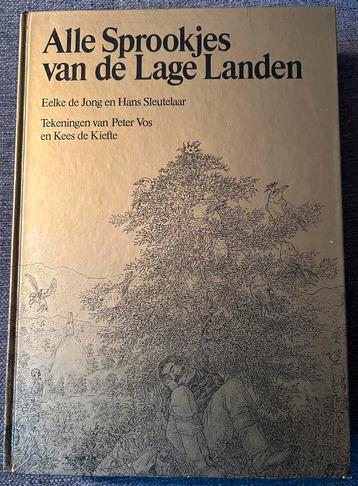 Alle Sprookjes
van de Lage Landen
Eelke de Jong en Hans Sleutelaar
Tekeningen van Peter Vos
en Kees de Kiefte